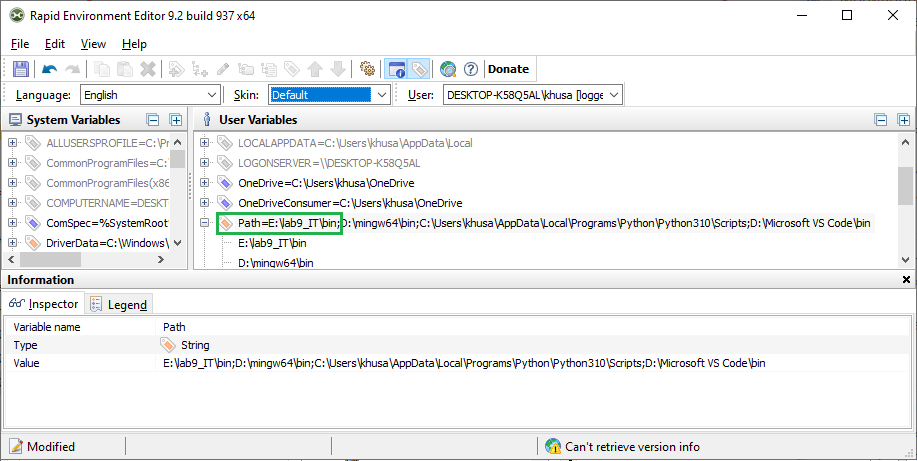 Rapid Environment Editor 9.2 build 937 x64
File Edit View Help
Donate
Language: English Skin: Default User: DESKTOP-K58Q5AL\khusa [logge
System Variables
ALLUSERSPROFILE=C:\Pr
CommonProgramFiles=C:
CommonProgramFiles(x86
COMPUTERNAME=DESKTO
ComSpec=%SystemRoot
DriverData=C:\Windows\
User Variables
LOCALAPPDATA=C:\Users\khusa\AppData\Local
LOGONSERVER=\\DESKTOP-K58Q5AL
OneDrive=C:\Users\khusa\OneDrive
OneDriveConsumer=C:\Users\khusa\OneDrive
Path=E:\lab9_IT\bin;D:\mingw64\bin;C:\Users\khusa\AppData\Local\Programs\Python\Python310\Scripts;D:\Microsoft VS Code\bin
E:\lab9_IT\bin
D:\mingw64\bin
Information
Inspector Legend
Variable name Path
Type String
Value E:\lab9_IT\bin;D:\mingw64\bin;C:\Users\khusa\AppData\Local\Programs\Python\Python310\Scripts;D:\Microsoft VS Code\bin
Modified Can't retrieve version info